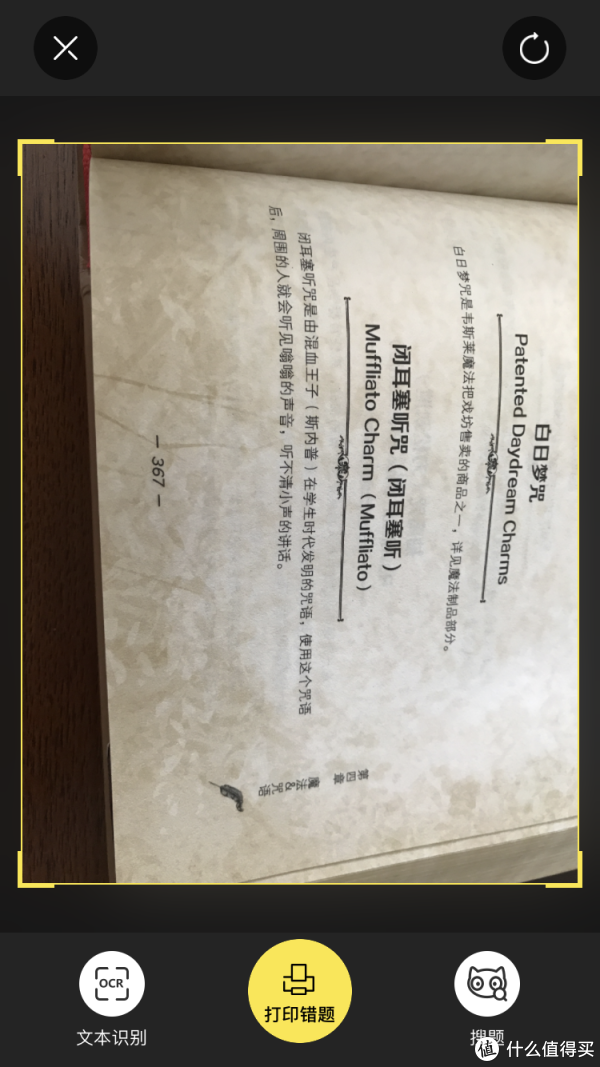 白日梦咒
Patented Daydream Charms
白日梦咒是韦斯莱魔法把戏坊售卖的商品之一，详见魔法制品部分。
闭耳塞听咒（闭耳塞听）
Muffliato Charm（Muffliato）
闭耳塞听咒是由混血王子（斯内普）在学生时代发明的咒语，使用这个咒语
后，周围的人就会听见嗡嗡的声音，听不清小声的讲话。
第四章
魔法&咒语
— 367 —
OCR
文本识别
打印错题
搜题
值 什么值得买